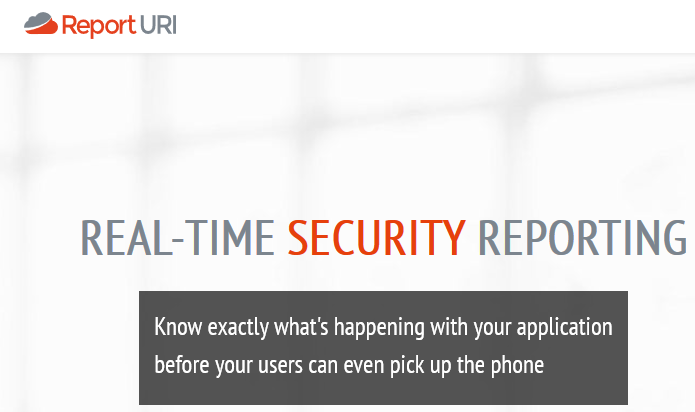 Report URI
REAL-TIME SECURITY REPORTING
Know exactly what's happening with your application
before your users can even pick up the phone